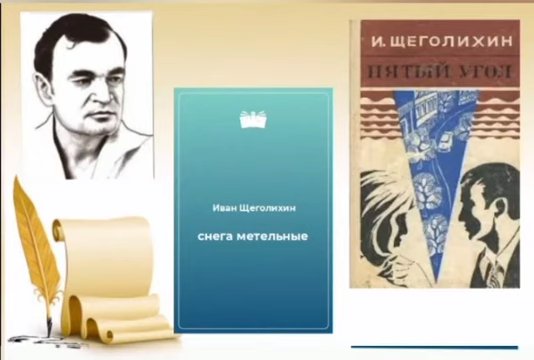 Иван Щеголихин
снега метельные
И. ЩЕГОЛИХИН
ПЯТЫЙ УГОЛ